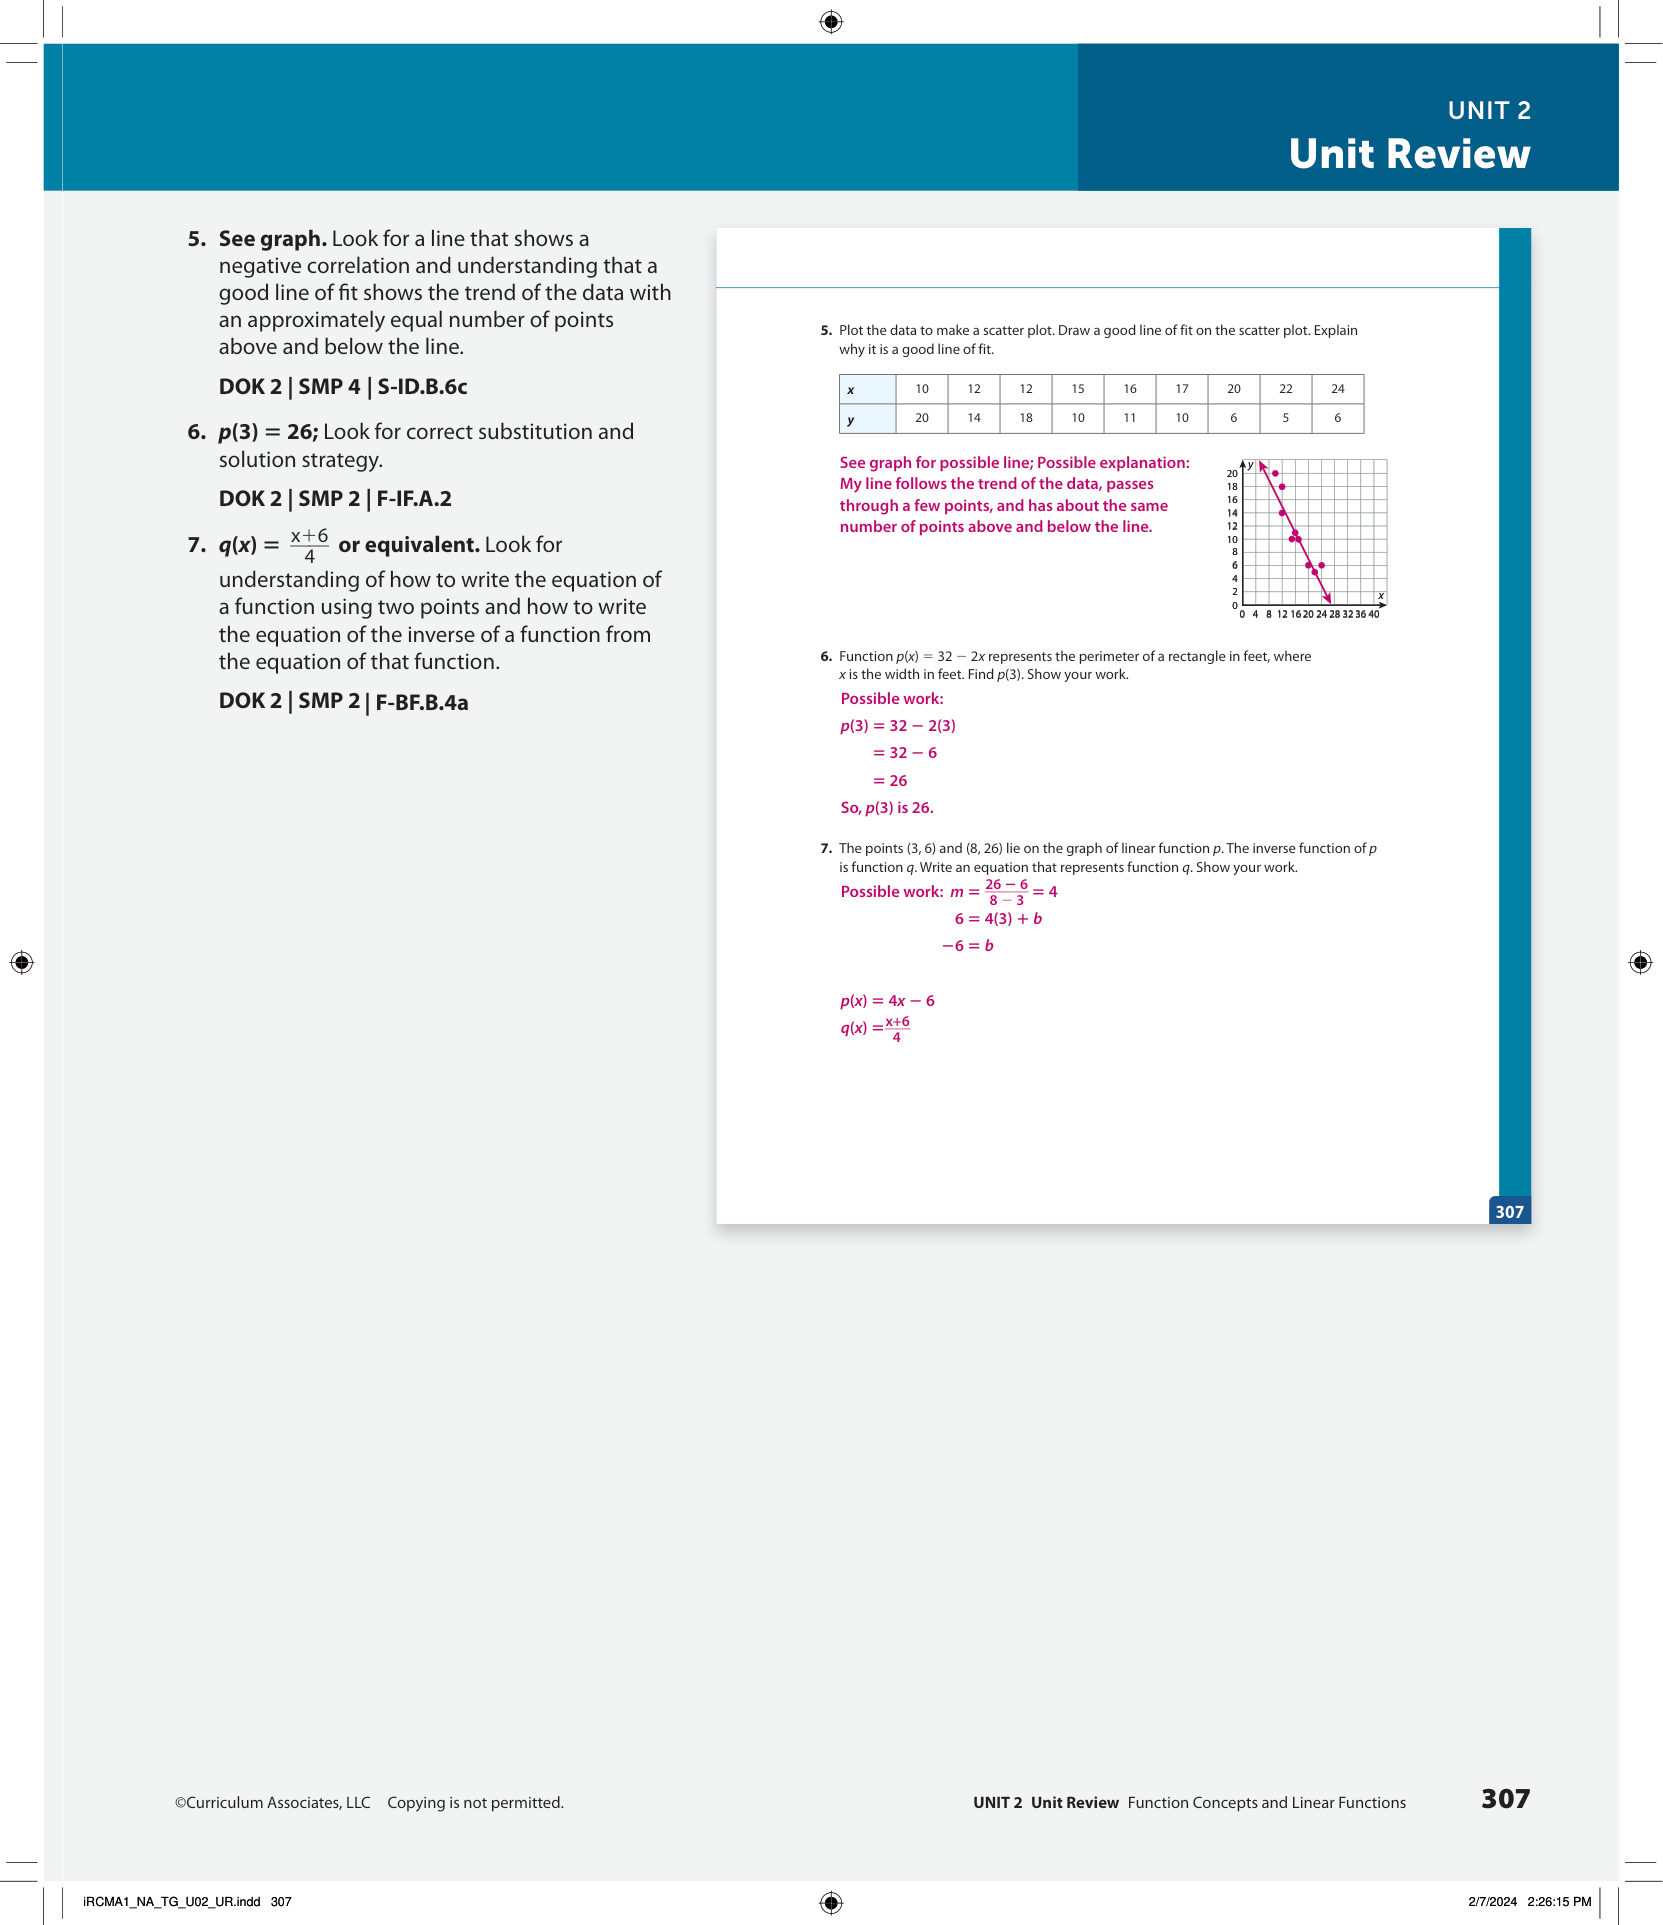 UNIT 2
Unit Review
5. See graph. Look for a line that shows a
negative correlation and understanding that a
good line of fit shows the trend of the data with
an approximately equal number of points
above and below the line.
DOK 2 | SMP 4 | S-ID.B.6c
6. p(3) = 26; Look for correct substitution and
solution strategy.
DOK 2 | SMP 2 | F-IF.A.2
7. q(x) = x+6/4 or equivalent. Look for
understanding of how to write the equation of
a function using two points and how to write
the equation of the inverse of a function from
the equation of that function.
DOK 2 | SMP 2 | F-BF.B.4a
5. Plot the data to make a scatter plot. Draw a good line of fit on the scatter plot. Explain
why it is a good line of fit.
x 10 12 12 15 16 17 20 22 24
y 20 14 18 10 11 10 6 5 6
See graph for possible line; Possible explanation:
My line follows the trend of the data, passes
through a few points, and has about the same
number of points above and below the line.
y
20
18
16
14
12
10
8
6
4
2
0
x
0 4 8 12 16 20 24 28 32 36 40
6. Function p(x) = 32 − 2x represents the perimeter of a rectangle in feet, where
x is the width in feet. Find p(3). Show your work.
Possible work:
p(3) = 32 − 2(3)
= 32 − 6
= 26
So, p(3) is 26.
7. The points (3, 6) and (8, 26) lie on the graph of linear function p. The inverse function of p
is function q. Write an equation that represents function q. Show your work.
Possible work: m = 26 − 6/8 − 3 = 4
6 = 4(3) + b
−6 = b
p(x) = 4x − 6
q(x) = x+6/4
307
©Curriculum Associates, LLC Copying is not permitted.
UNIT 2 Unit Review Function Concepts and Linear Functions 307
iRCMA1_NA_TG_U02_UR.indd 307
2/7/2024 2:26:15 PM